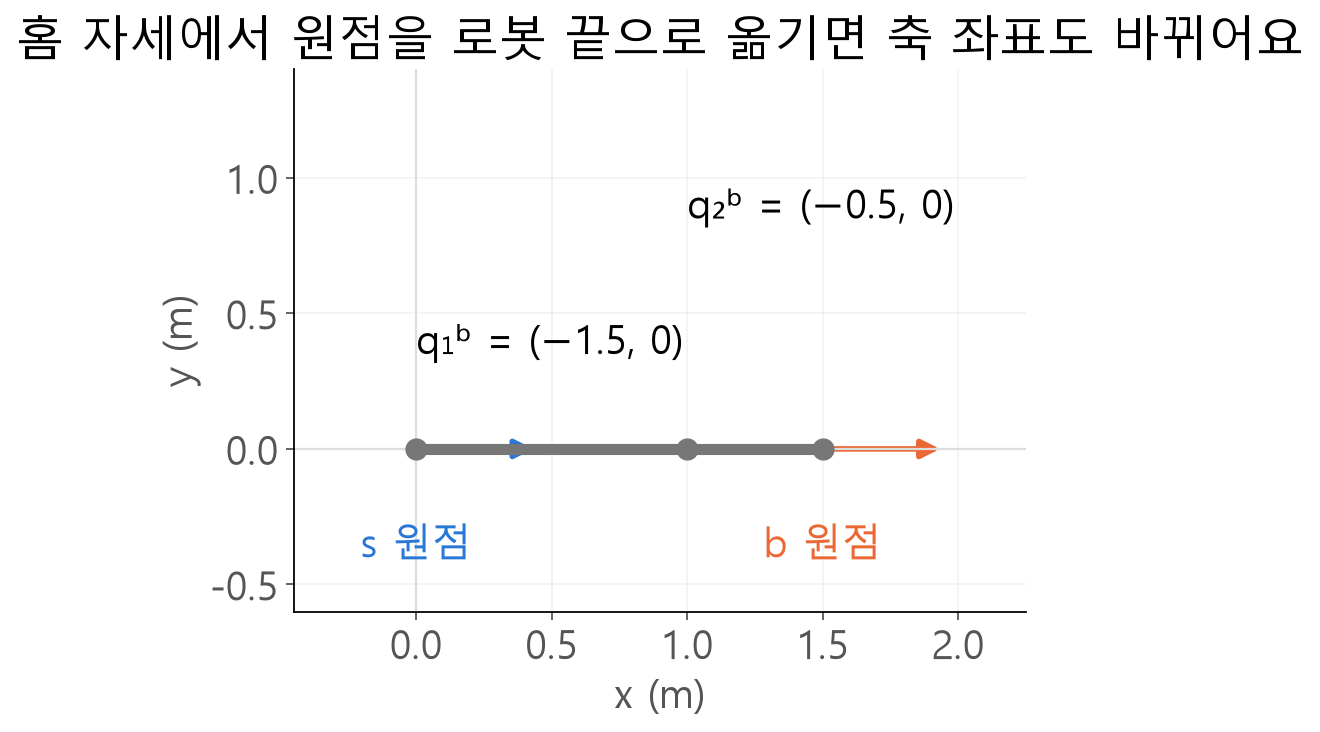 홈 자세에서 원점을 로봇 끝으로 옮기면 축 좌표도 바뀌어요
1.0
q₂ᵇ = (−0.5, 0)
y (m)
0.5
q₁ᵇ = (−1.5, 0)
0.0
s 원점
b 원점
-0.5
0.0 0.5 1.0 1.5 2.0
x (m)